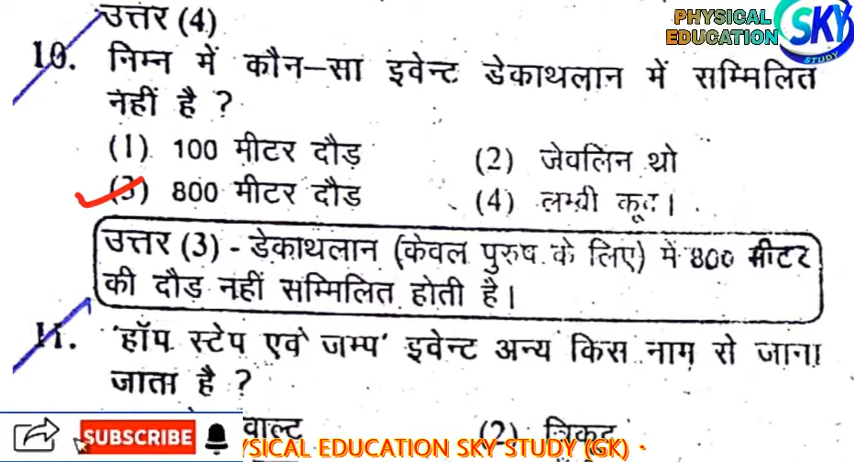 उत्तर (4)
PHYSICAL
EDUCATION
SKY
STUDY
10. निम्न में कौन-सा इवेन्ट डेकाथलान में सम्मिलित
नहीं है ?
(1) 100 मीटर दौड़ (2) जेवलिन थ्रो
(3) 800 मीटर दौड़ (4) लम्बी कूद।
उत्तर (3) - डेकाथलान (केवल पुरुष के लिए) में 800 मीटर
की दौड़ नहीं सम्मिलित होती है।
11. 'हॉप स्टेप एवं जम्प' इवेन्ट अन्य किस नाम से जाना
जाता है ?
वाल्ट (2)
SUBSCRIBE
YSICAL EDUCATION SKY STUDY (GK) -